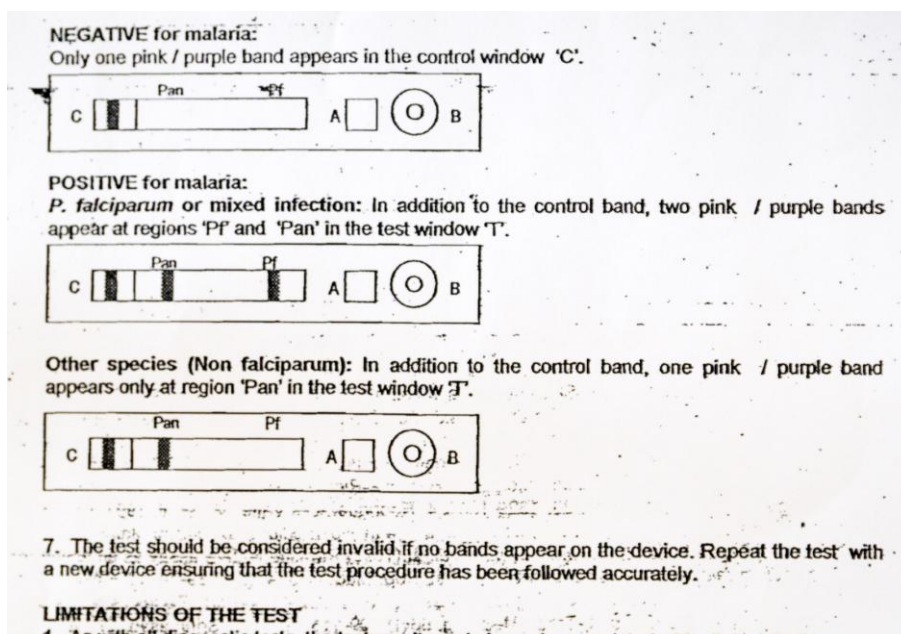 NEGATIVE for malaria:
Only one pink / purple band appears in the control window 'C'.
Pan Pf
C A B
POSITIVE for malaria:
P. falciparum or mixed infection: In addition to the control band, two pink / purple bands
appear at regions 'Pf' and 'Pan' in the test window 'T'.
Pan Pf
C A B
Other species (Non falciparum): In addition to the control band, one pink / purple band
appears only at region 'Pan' in the test window 'T'.
Pan Pf
C A B
7. The test should be considered invalid if no bands appear on the device. Repeat the test with
a new device ensuring that the test procedure has been followed accurately.
LIMITATIONS OF THE TEST